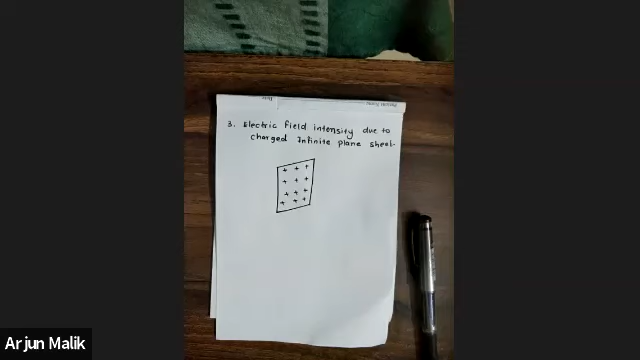 3. Electric field intensity due to
charged Infinite plane sheet.
+ + +
+ + +
+ + +
+ + +
Arjun Malik